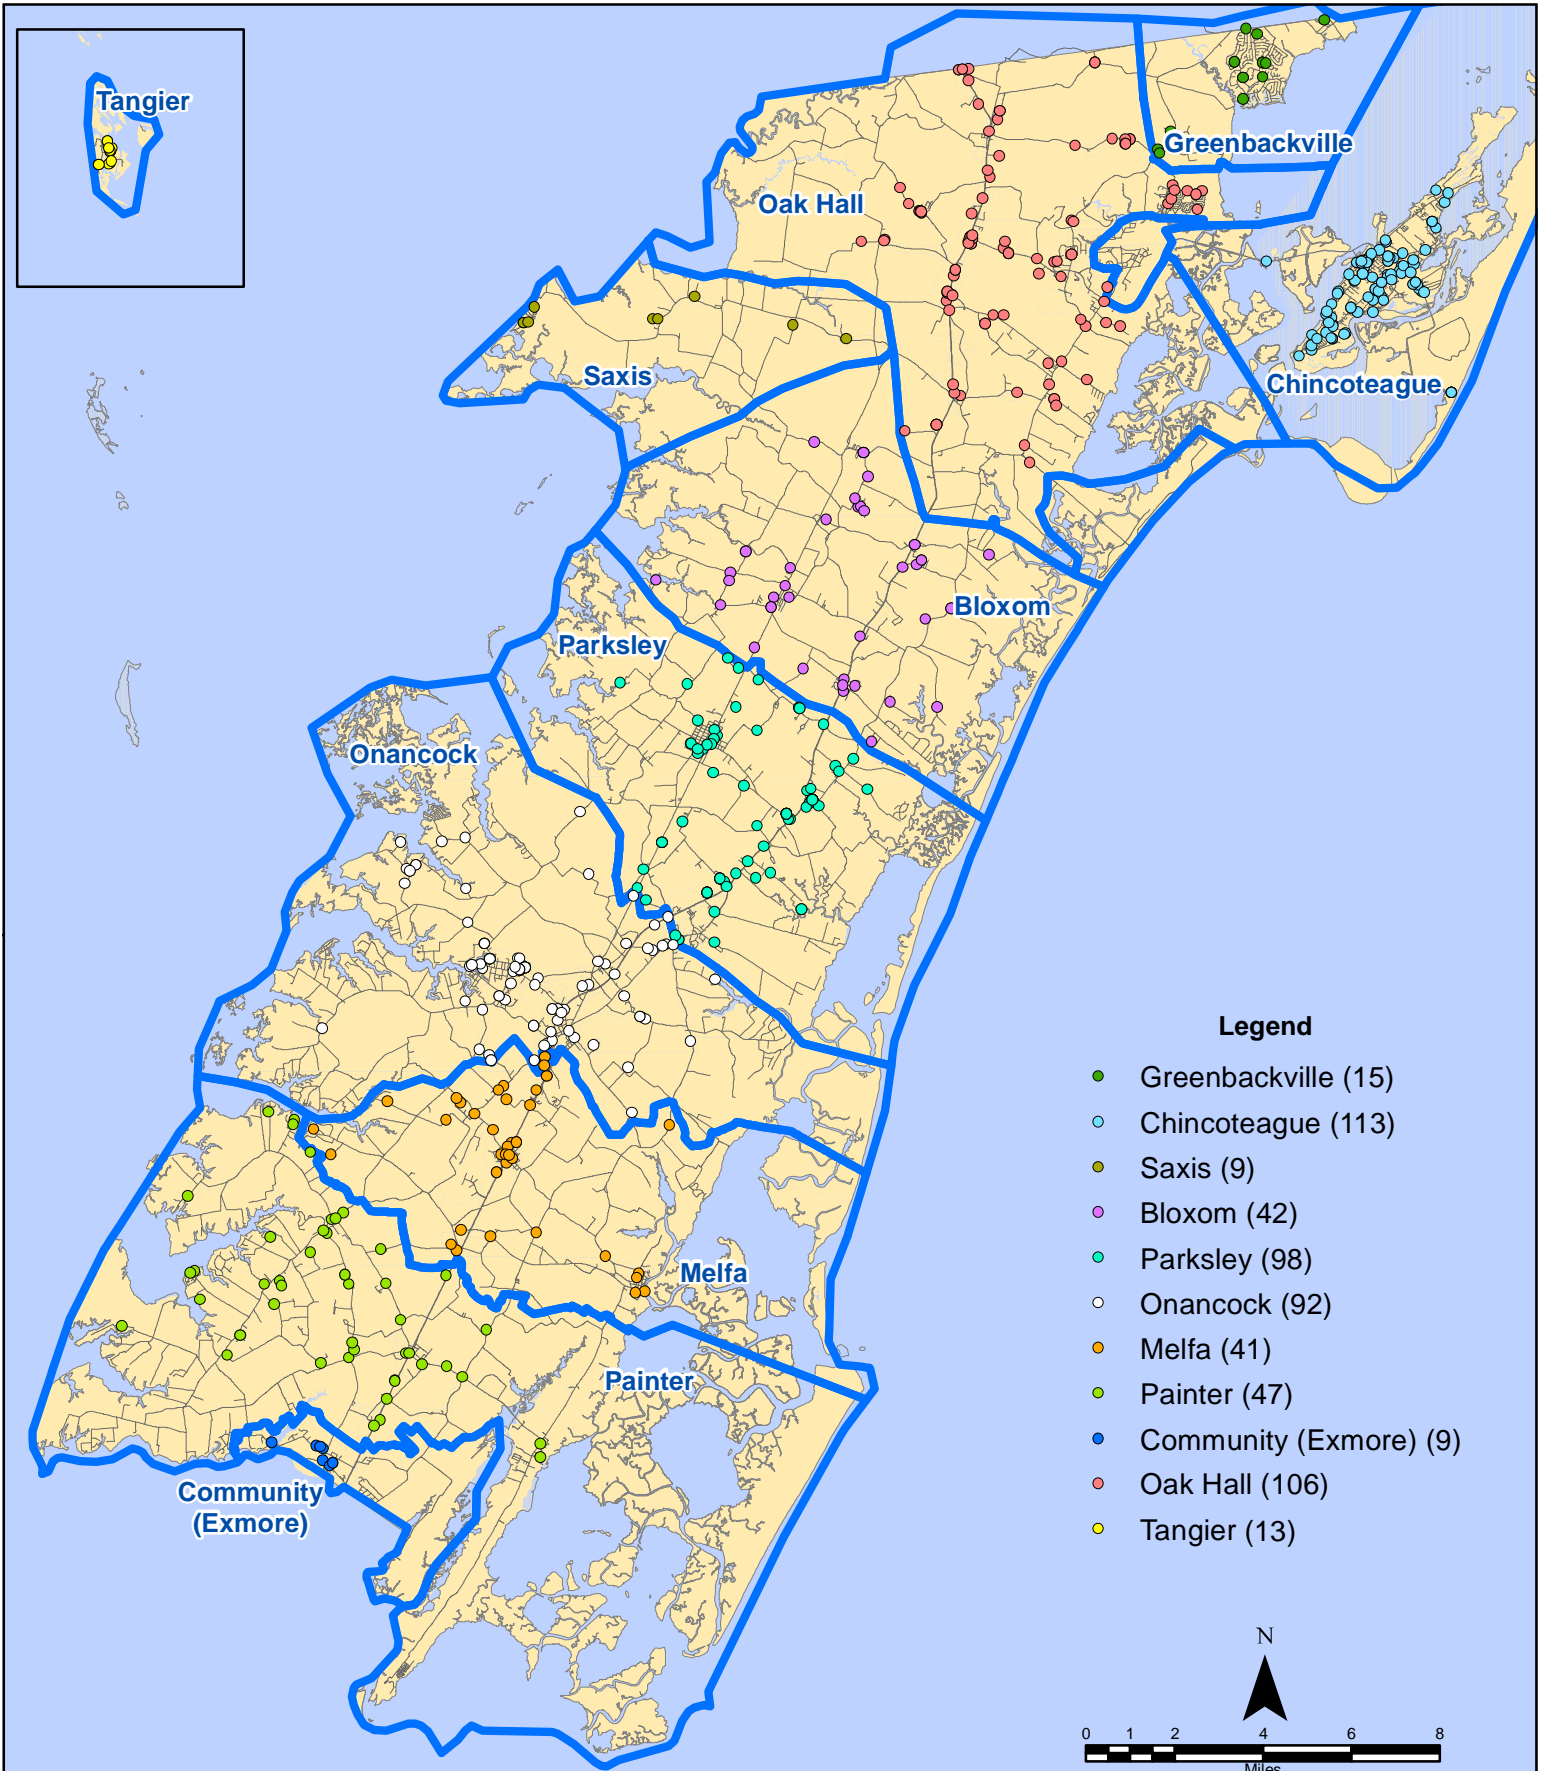 Tangier
Greenbackville
Oak Hall
Saxis
Chincoteague
Bloxom
Parksley
Onancock
Melfa
Painter
Community
(Exmore)
Legend
Greenbackville (15)
Chincoteague (113)
Saxis (9)
Bloxom (42)
Parksley (98)
Onancock (92)
Melfa (41)
Painter (47)
Community (Exmore) (9)
Oak Hall (106)
Tangier (13)
N
0 1 2 4 6 8
Miles